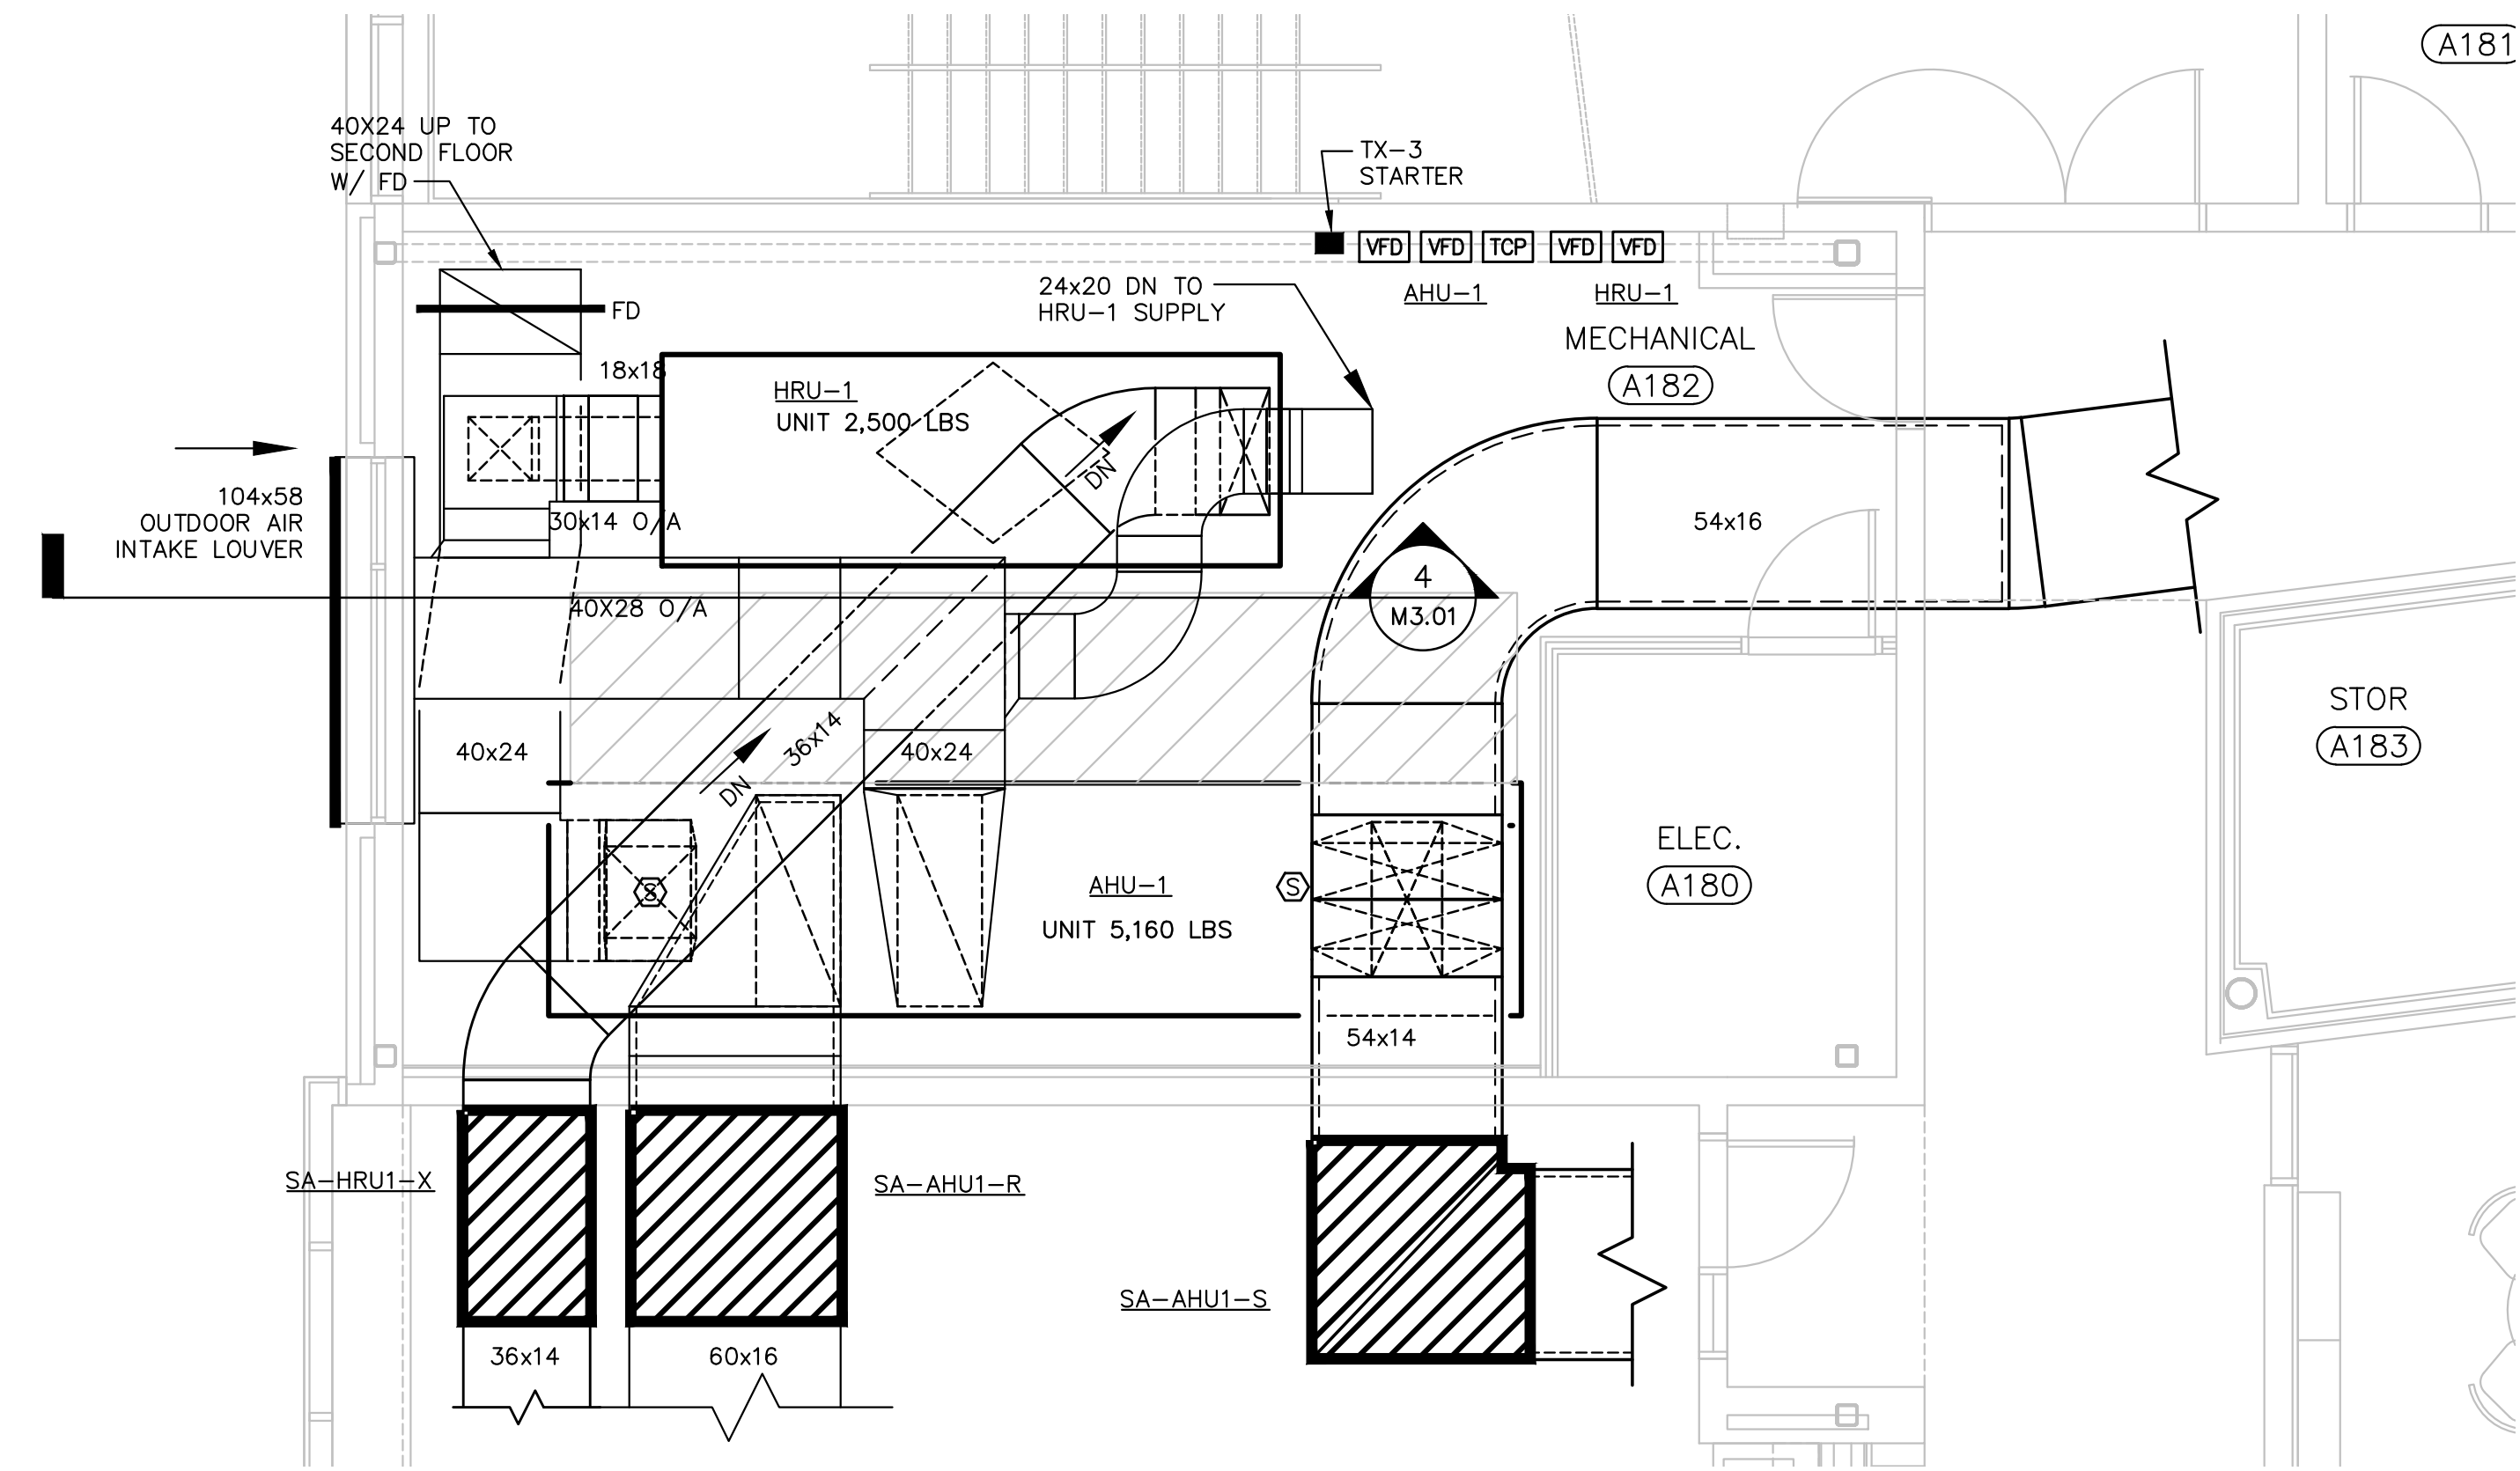 A181
40X24 UP TO
SECOND FLOOR
W/ FD
TX-3
STARTER
VFD VFD TCP VFD VFD
AHU-1 HRU-1
24x20 DN TO
HRU-1 SUPPLY
FD
MECHANICAL
A182
18x18
HRU-1
UNIT 2,500 LBS
DN
104x58
OUTDOOR AIR
INTAKE LOUVER
30x14 O/A
54x16
4
M3.01
40X28 O/A
STOR
A183
40x24
36x14
40x24
DN
ELEC.
A180
S
AHU-1
UNIT 5,160 LBS
S
54x14
SA-HRU1-X
SA-AHU1-R
SA-AHU1-S
36x14
60x16